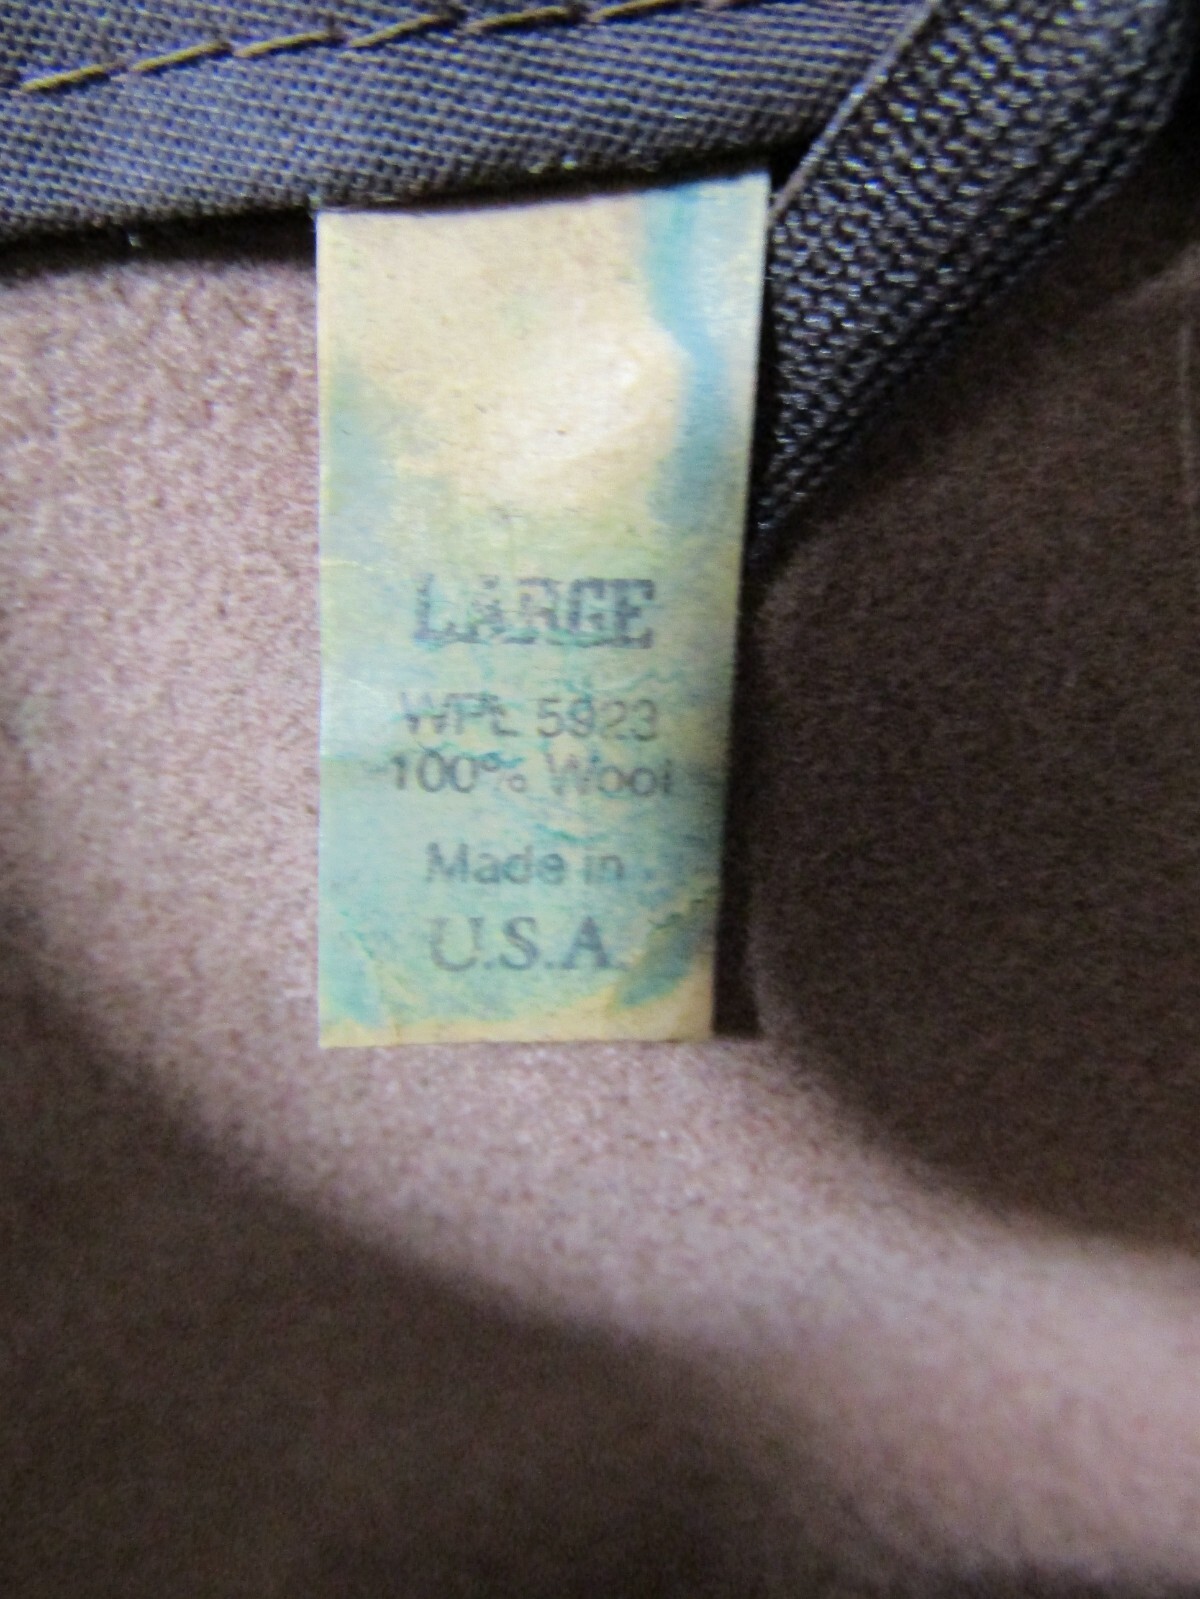 LARGE
WPL 5923
100% Wool
Made in
U.S.A.